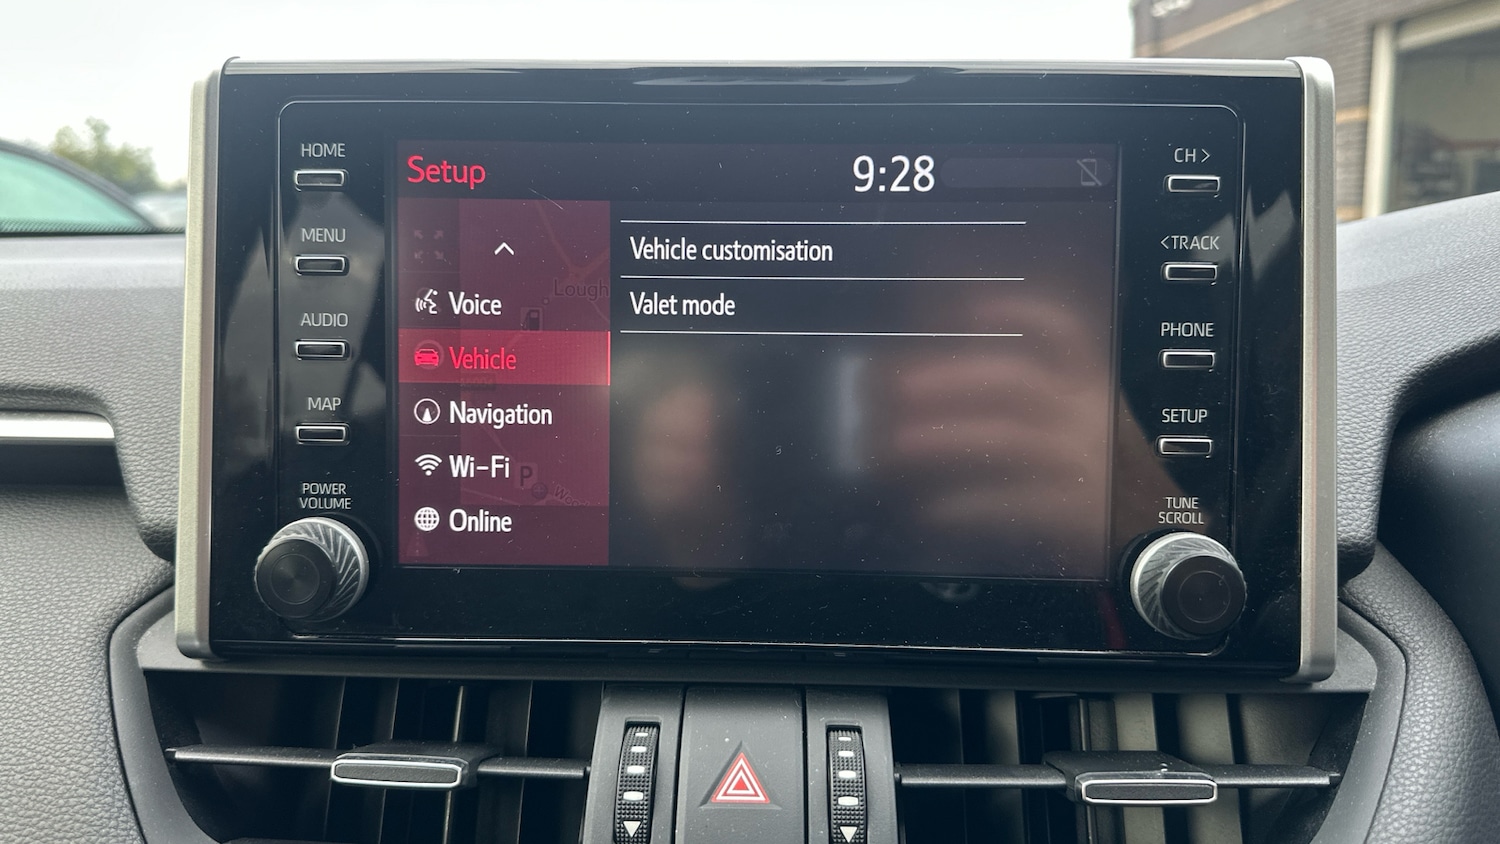 HOME
MENU
AUDIO
MAP
POWER
VOLUME
Setup
9:28
Voice
Vehicle
Navigation
Wi-Fi
Online
Lough
P
Vehicle customisation
Valet mode
CH >
<TRACK
PHONE
SETUP
TUNE
SCROLL